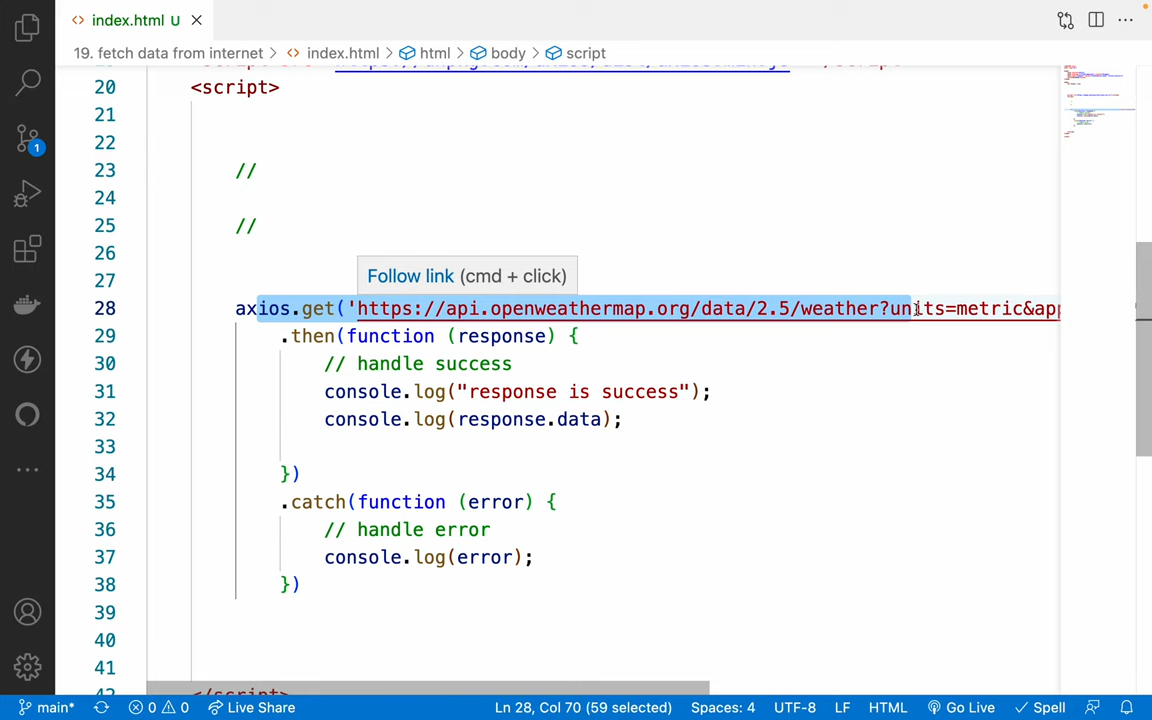 index.html U
19. fetch data from internet > index.html > html > body > script
20 <script>
21
22
23 //
24
25 //
26
Follow link (cmd + click)
27
28 axios.get('https://api.openweathermap.org/data/2.5/weather?units=metric&app
29 .then(function (response) {
30 // handle success
31 console.log("response is success");
32 console.log(response.data);
33
34 })
35 .catch(function (error) {
36 // handle error
37 console.log(error);
38 })
39
40
41
1
main* 0 0 Live Share Ln 28, Col 70 (59 selected) Spaces: 4 UTF-8 LF HTML Go Live Spell